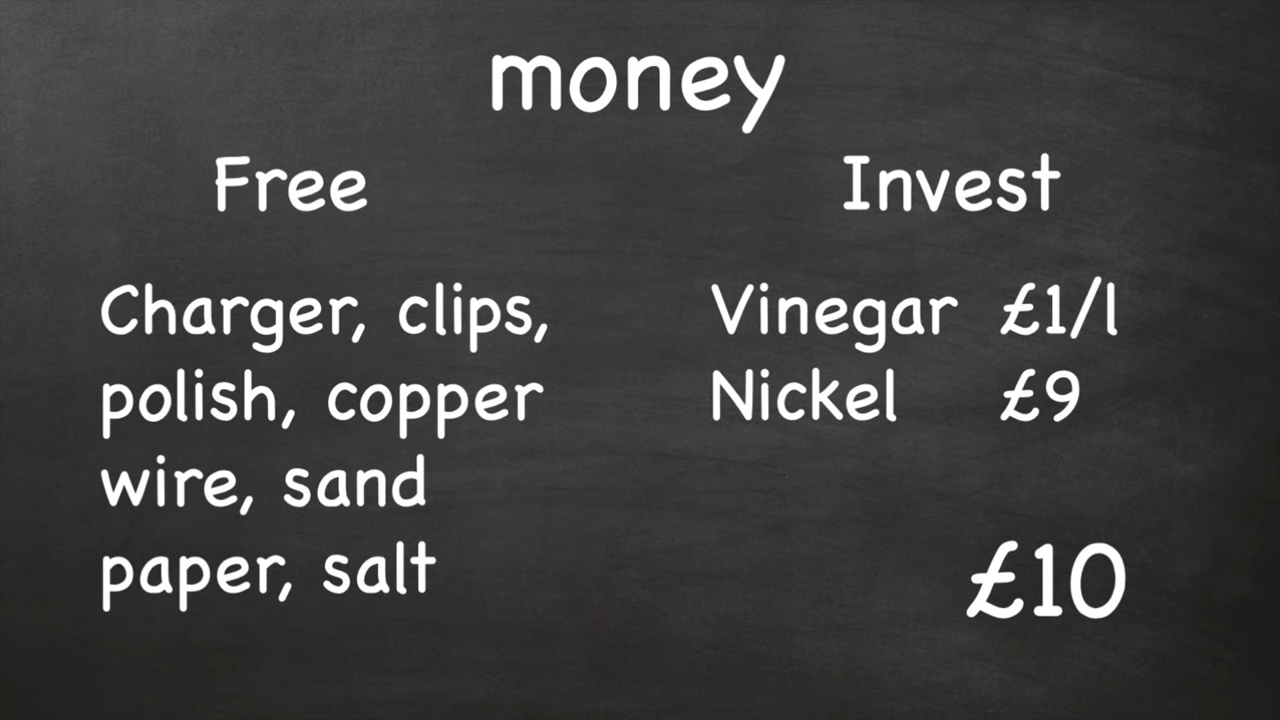 money
Free
Charger, clips,
polish, copper
wire, sand
paper, salt
Invest
Vinegar £1/l
Nickel £9
£10